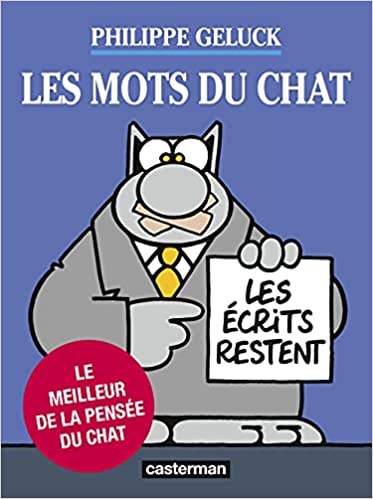 PHILIPPE GELUCK
LES MOTS DU CHAT
LES
ÉCRiTS
RESTENT
LE
MEILLEUR
DE LA PENSÉE
DU CHAT
casterman